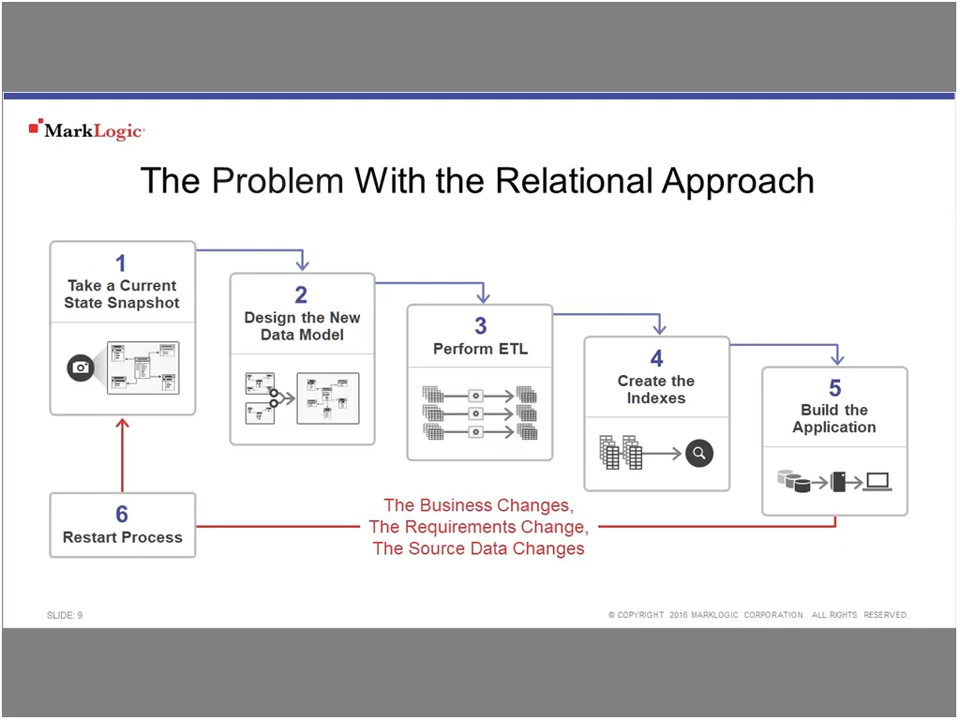 MarkLogic
The Problem With the Relational Approach
1
Take a Current
State Snapshot
2
Design the New
Data Model
3
Perform ETL
4
Create the
Indexes
5
Build the
Application
6
Restart Process
The Business Changes,
The Requirements Change,
The Source Data Changes
SLIDE: 9
© COPYRIGHT 2016 MARKLOGIC CORPORATION. ALL RIGHTS RESERVED.